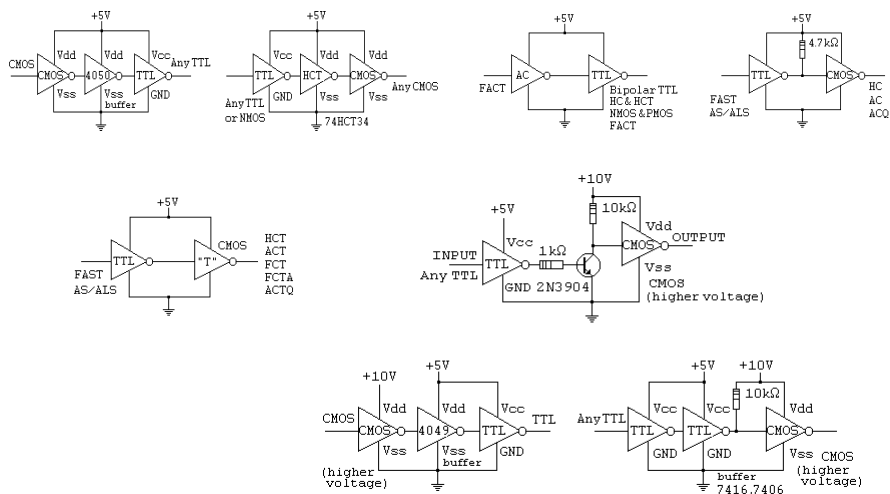 +5V
CMOS
Vdd
Vdd
Vcc
Any TTL
CMOS
4050
TTL
Vss
Vss
GND
buffer
+5V
Vcc
Vdd
Vdd
TTL
HCT
CMOS
Any CMOS
Any TTL
or NMOS
GND
Vss
Vss
74HCT34
+5V
AC
TTL
FACT
Bipolar TTL
HC & HCT
NMOS & PMOS
FACT
+5V
4.7kΩ
TTL
CMOS
FAST
AS/ALS
HC
AC
ACQ
+5V
CMOS
TTL
"T"
FAST
AS/ALS
HCT
ACT
FCT
FCTA
ACTQ
+10V
10kΩ
+5V
Vdd
Vcc
INPUT
1kΩ
CMOS
OUTPUT
Any TTL
TTL
Vss
GND
2N3904
CMOS
(higher voltage)
+10V
+5V
Vdd
Vdd
Vcc
CMOS
TTL
CMOS
4049
TTL
Vss
Vss
GND
buffer
(higher
voltage)
+5V
+10V
10kΩ
Vcc
Vcc
Vdd
Any TTL
TTL
TTL
CMOS
GND
GND
Vss
CMOS
(higher
voltage)
buffer
7416,7406